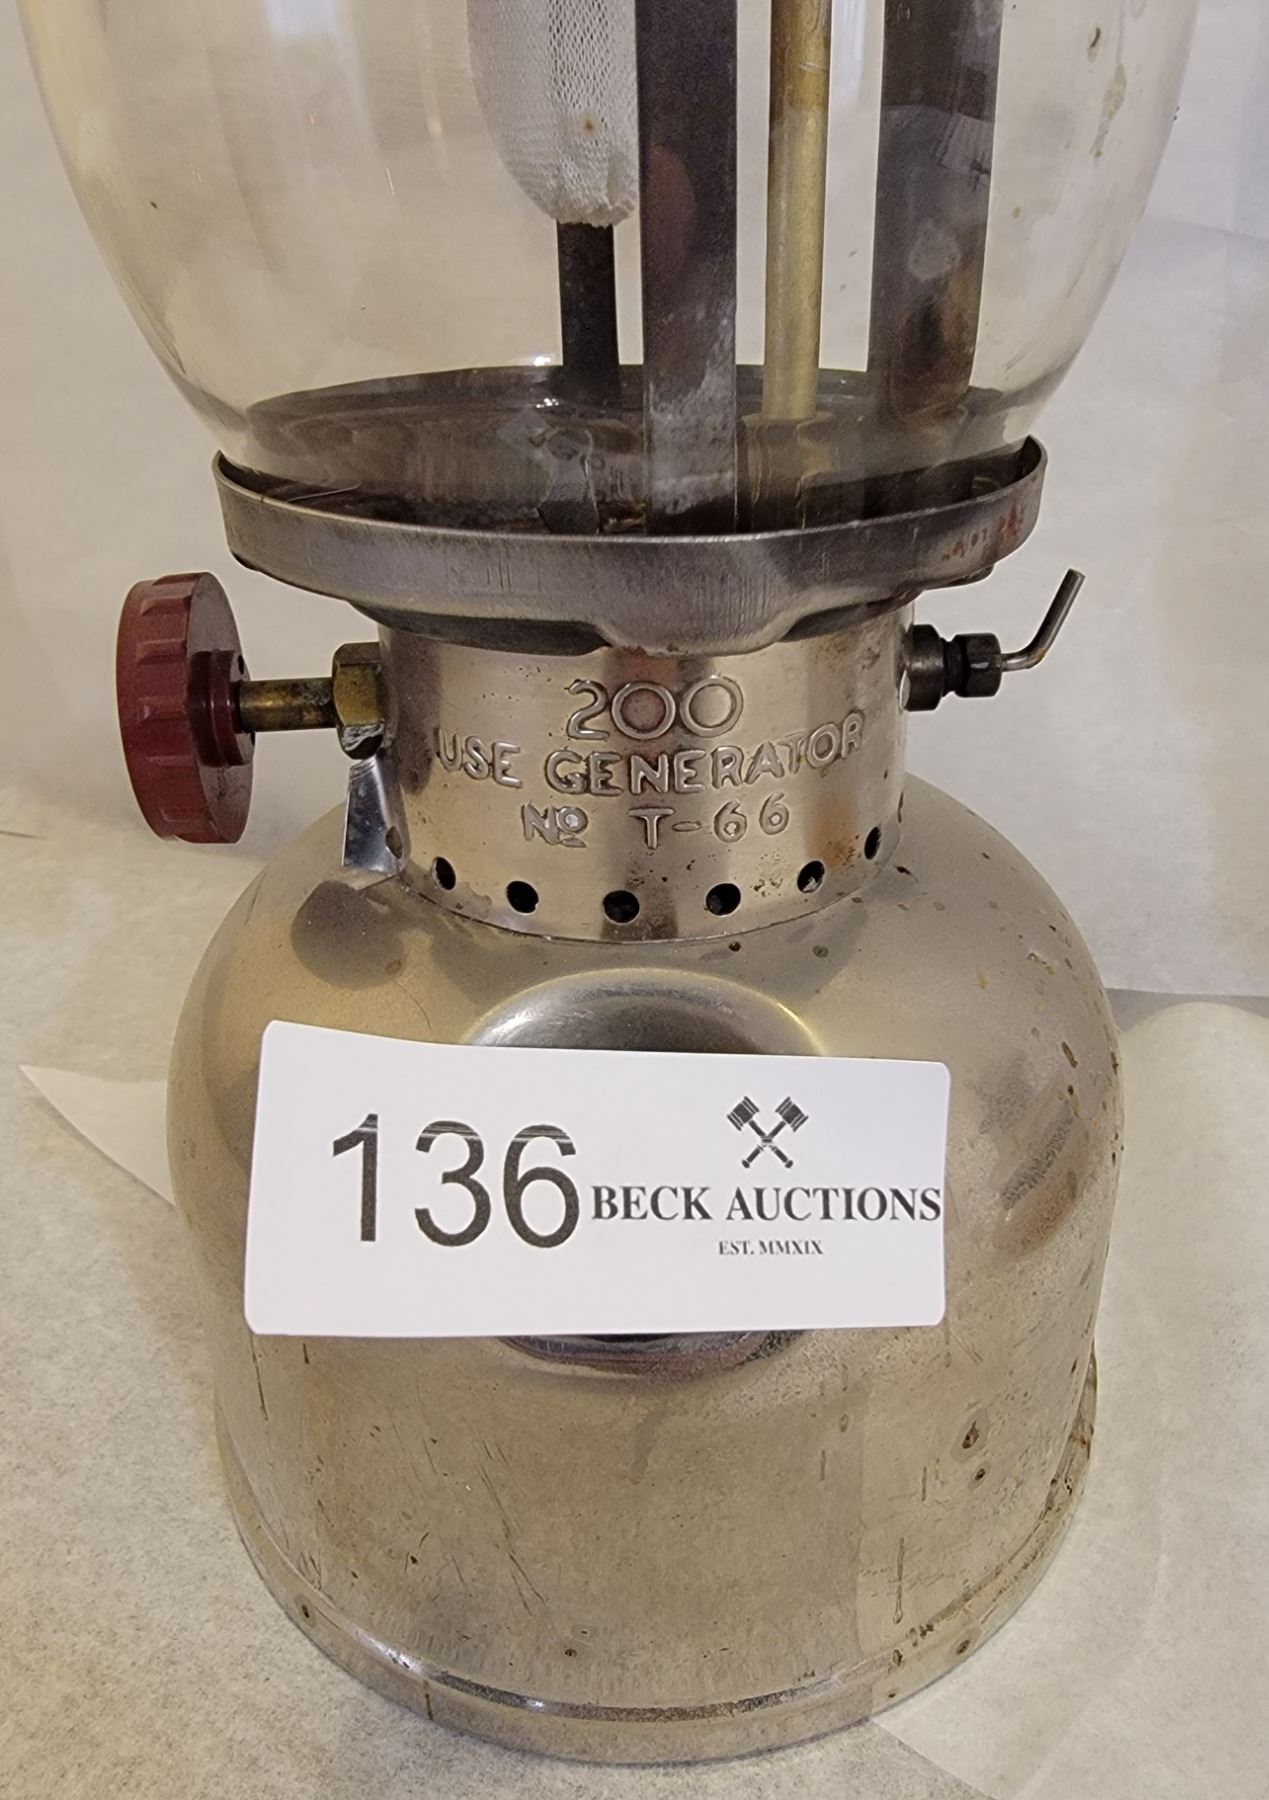 200
USE GENERATOR
No T-66
136
BECK AUCTIONS
EST. MMXIX